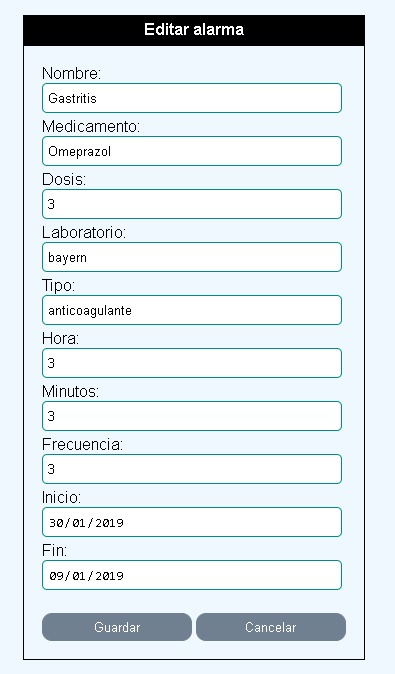 Editar alarma
Nombre:
Gastritis
Medicamento:
Omeprazol
Dosis:
3
Laboratorio:
bayern
Tipo:
anticoagulante
Hora:
3
Minutos:
3
Frecuencia:
3
Inicio:
30/01/2019
Fin:
09/01/2019
Guardar Cancelar